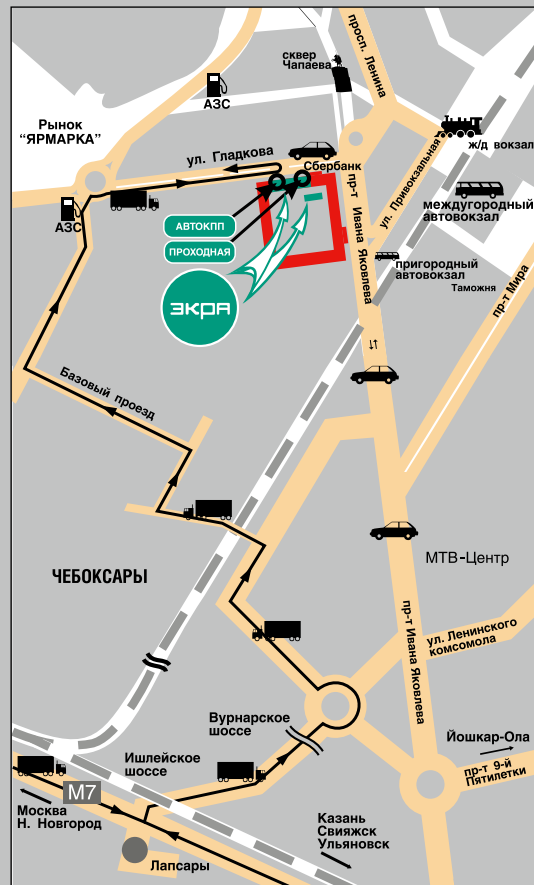 сквер
Чапаева
просп. Ленина
АЗС
Рынок
"ЯРМАРКА"
ул. Гладкова
Сбербанк
ж/д вокзал
ул. Привокзальная
междугородный
автовокзал
АЗС
АВТОКПП
ПРОХОДНАЯ
пр-т Ивана Яковлева
пригородный
автовокзал
Таможня
пр-т Мира
ЭКРА
Базовый проезд
МТВ-Центр
ЧЕБОКСАРЫ
пр-т Ивана Яковлева
ул. Ленинского
комсомола
Вурнарское
шоссе
Йошкар-Ола
Ишлейское
шоссе
пр-т 9-й
Пятилетки
М7
Москва
Н. Новгород
Казань
Свияжск
Ульяновск
Лапсары